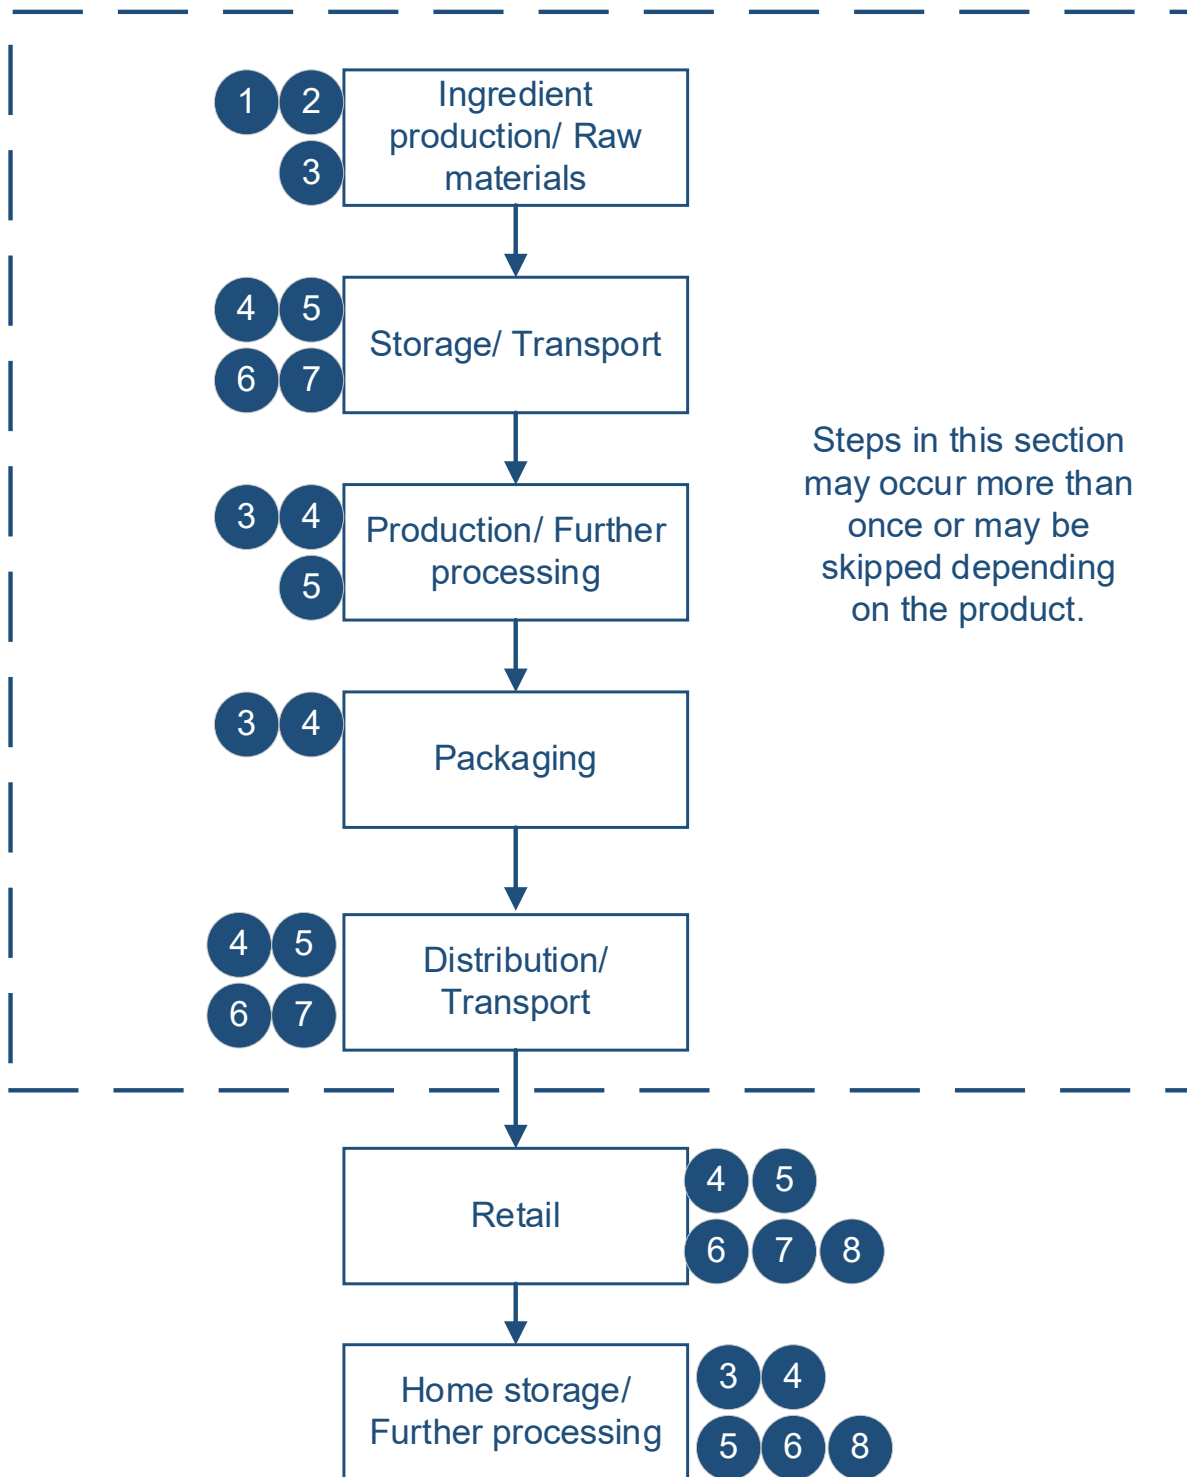 1 2
3
Ingredient
production/ Raw
materials
4 5
6 7
Storage/ Transport
3 4
5
Production/ Further
processing
Steps in this section
may occur more than
once or may be
skipped depending
on the product.
3 4
Packaging
4 5
6 7
Distribution/
Transport
Retail
4 5
6 7 8
Home storage/
Further processing
3 4
5 6 8